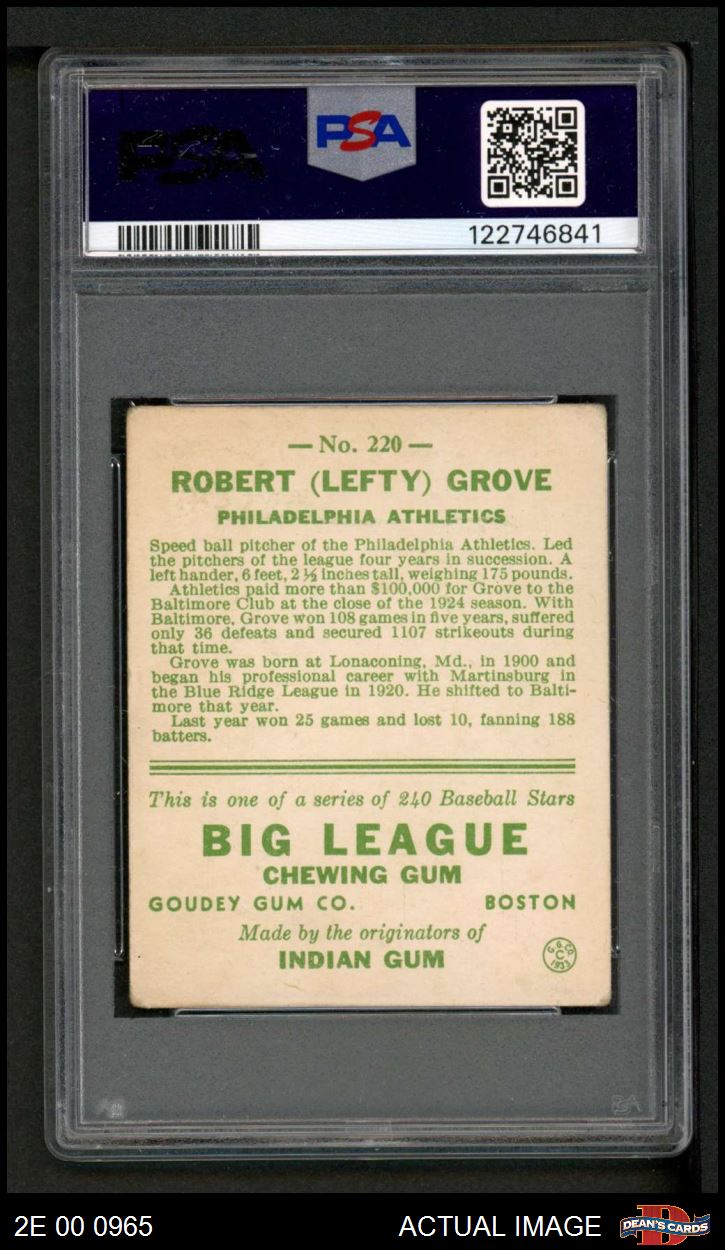 PSA
PSA
122746841
— No. 220 —
ROBERT (LEFTY) GROVE
PHILADELPHIA ATHLETICS
Speed ball pitcher of the Philadelphia Athletics. Led
the pitchers of the league four years in succession. A
left hander, 6 feet, 2 ½ inches tall, weighing 175 pounds.
Athletics paid more than $100,000 for Grove to the
Baltimore Club at the close of the 1924 season. With
Baltimore, Grove won 108 games in five years, suffered
only 36 defeats and secured 1107 strikeouts during
that time.
Grove was born at Lonaconing, Md., in 1900 and
began his professional career with Martinsburg in
the Blue Ridge League in 1920. He shifted to Balti-
more that year.
Last year won 25 games and lost 10, fanning 188
batters.
This is one of a series of 240 Baseball Stars
BIG LEAGUE
CHEWING GUM
GOUDEY GUM CO. BOSTON
Made by the originators of
INDIAN GUM
G. G. CO.
C
1933
PSA
2E 00 0965
ACTUAL IMAGE
DEAN'S CARDS